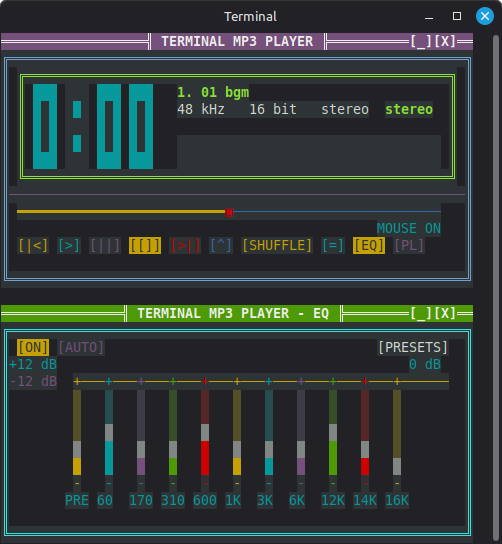 Terminal
TERMINAL MP3 PLAYER [_][X]
0:00
1. 01 bgm
48 kHz 16 bit stereo stereo
MOUSE ON
[|<] [>] [||] [[]] [>|] [^] [SHUFFLE] [=] [EQ] [PL]
TERMINAL MP3 PLAYER - EQ [_][X]
[ON] [AUTO] [PRESETS]
+12 dB 0 dB
-12 dB + + + + + + + + + + +
- - - - - - - - - - -
PRE 60 170 310 600 1K 3K 6K 12K 14K 16K